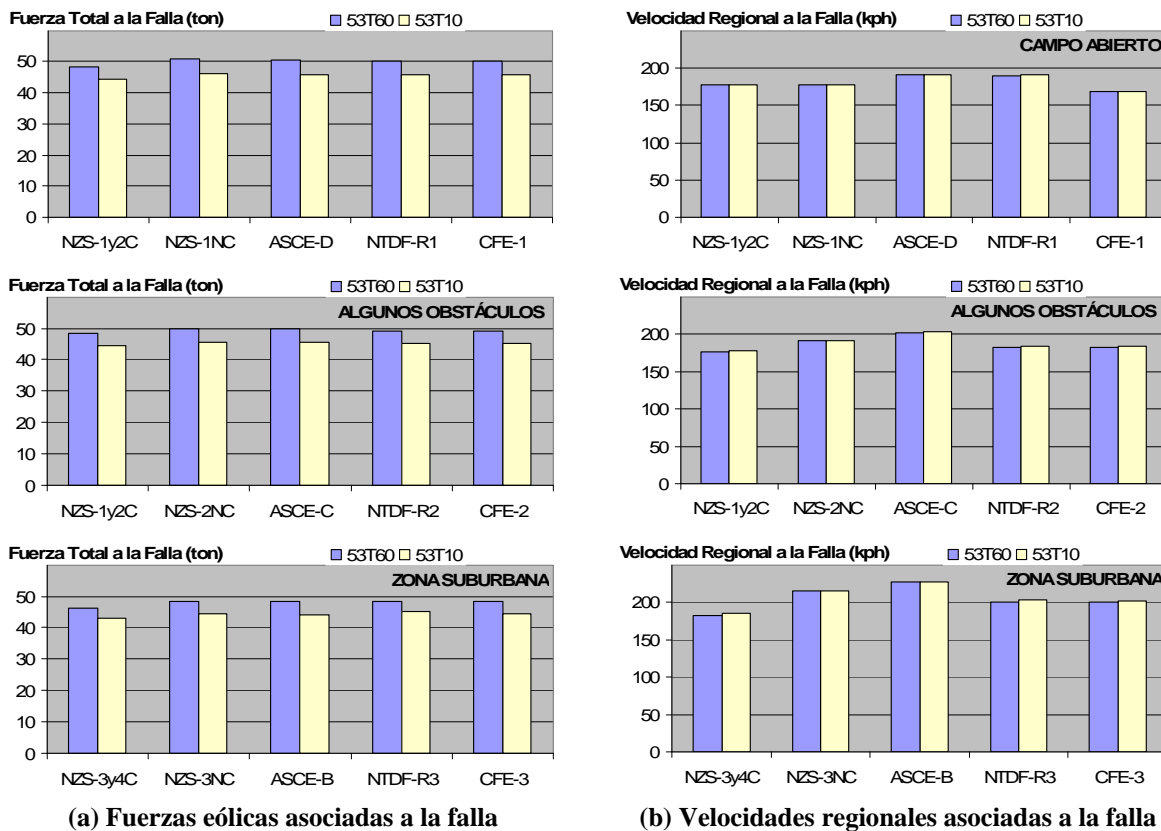 Fuerza Total a la Falla (ton) 53T60 53T10
50
40
30
20
10
0
NZS-1y2C NZS-1NC ASCE-D NTDF-R1 CFE-1
Velocidad Regional a la Falla (kph) 53T60 53T10
CAMPO ABIERTO
200
150
100
50
0
NZS-1y2C NZS-1NC ASCE-D NTDF-R1 CFE-1
Fuerza Total a la Falla (ton) 53T60 53T10
ALGUNOS OBSTÁCULOS
50
40
30
20
10
0
NZS-1y2C NZS-2NC ASCE-C NTDF-R2 CFE-2
Velocidad Regional a la Falla (kph) 53T60 53T10
ALGUNOS OBSTÁCULOS
200
150
100
50
0
NZS-1y2C NZS-2NC ASCE-C NTDF-R2 CFE-2
Fuerza Total a la Falla (ton) 53T60 53T10
ZONA SUBURBANA
50
40
30
20
10
0
NZS-3y4C NZS-3NC ASCE-B NTDF-R3 CFE-3
Velocidad Regional a la Falla (kph) 53T60 53T10
ZONA SUBURBANA
200
150
100
50
0
NZS-3y4C NZS-3NC ASCE-B NTDF-R3 CFE-3
(a) Fuerzas eólicas asociadas a la falla
(b) Velocidades regionales asociadas a la falla